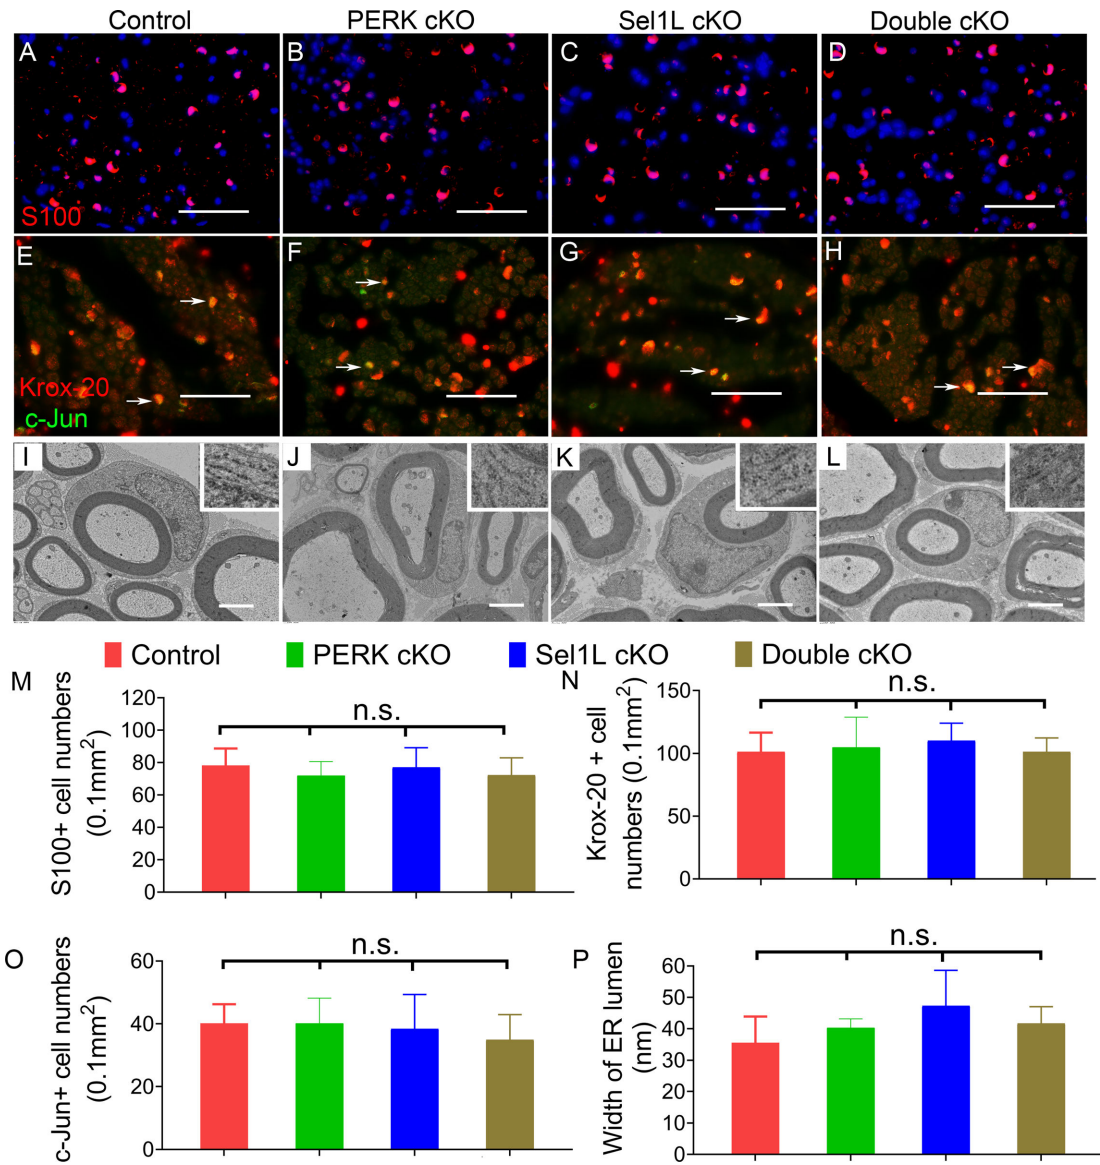 Control PERK cKO Sel1L cKO Double cKO
A B C D
S100
E F G H
Krox-20
c-Jun
I J K L
Control PERK cKO Sel1L cKO Double cKO
M
S100+ cell numbers
(0.1mm²)
120
100
80
60
40
20
0
n.s.
N
Krox-20 + cell
numbers (0.1mm²)
150
100
50
0
n.s.
O
c-Jun+ cell numbers
(0.1mm²)
60
40
20
0
n.s.
P
Width of ER lumen
(nm)
60
50
40
30
20
10
0
n.s.